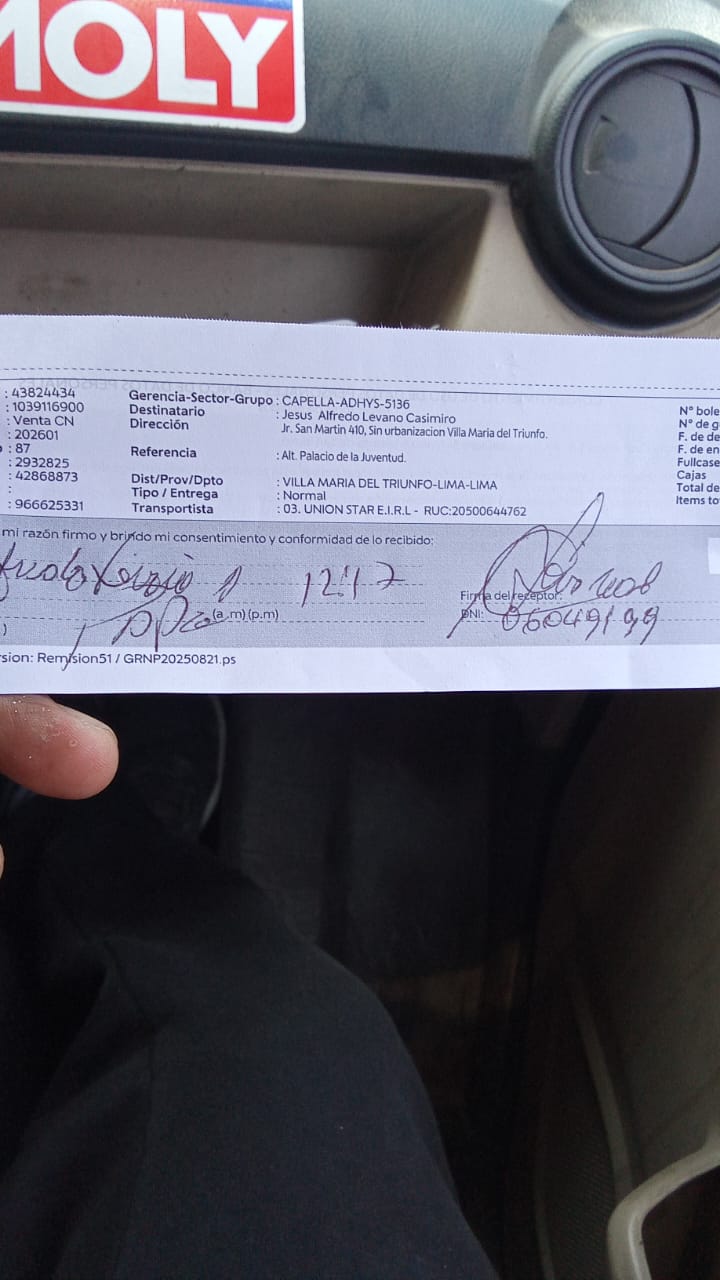 MOLY
: 43824434
: 1039116900
: Venta CN
: 202601
: 87
: 2932825
: 42868873
:
: 966625331
Gerencia-Sector-Grupo : CAPELLA-ADHYS-5136
Destinatario : Jesus Alfredo Levano Casimiro
Dirección Jr. San Martin 410, Sin urbanizacion Villa Maria del Triunfo.
Referencia : Alt. Palacio de la Juventud.
Dist/Prov/Dpto : VILLA MARIA DEL TRIUNFO-LIMA-LIMA
Tipo / Entrega : Normal
Transportista : 03. UNION STAR E.I.R.L - RUC:20500644762
N° bole
N° de g
F. de de
F. de en
Fullcase
Cajas
Total de
Items to
mi razón firmo y brindo mi consentimiento y conformidad de lo recibido:
12:17
(a.m) (p.m)
Firma del receptor:
DNI: 06049199
)
rsion: Remision51 / GRNP20250821.ps